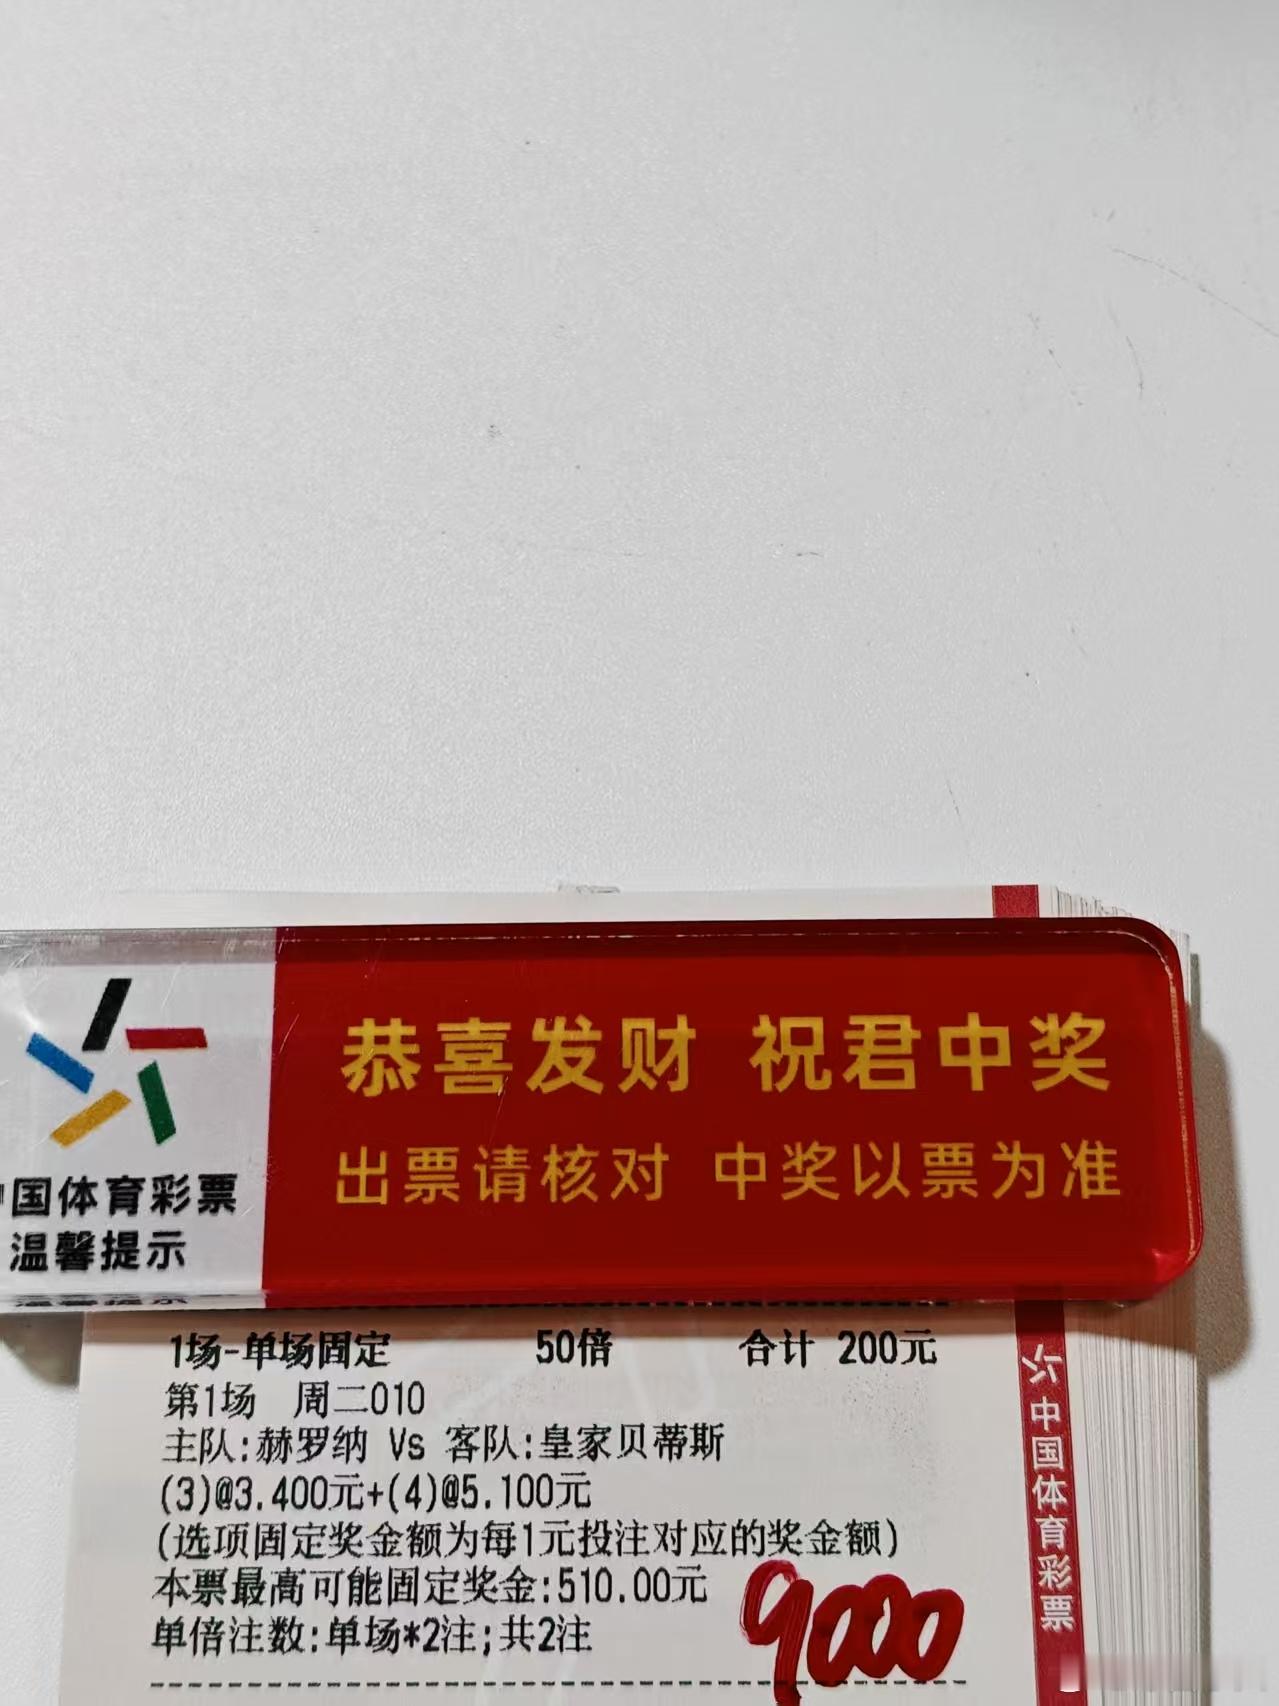 恭喜发财 祝君中奖
出票请核对 中奖以票为准
国体育彩票
温馨提示
1场-单场固定 50倍 合计 200元
第1场 周二010
主队:赫罗纳 Vs 客队:皇家贝蒂斯
(3)@3.400元+(4)@5.100元
(选项固定奖金额为每1元投注对应的奖金额)
本票最高可能固定奖金:510.00元
单倍注数:单场*2注;共2注
9000
中国体育彩票